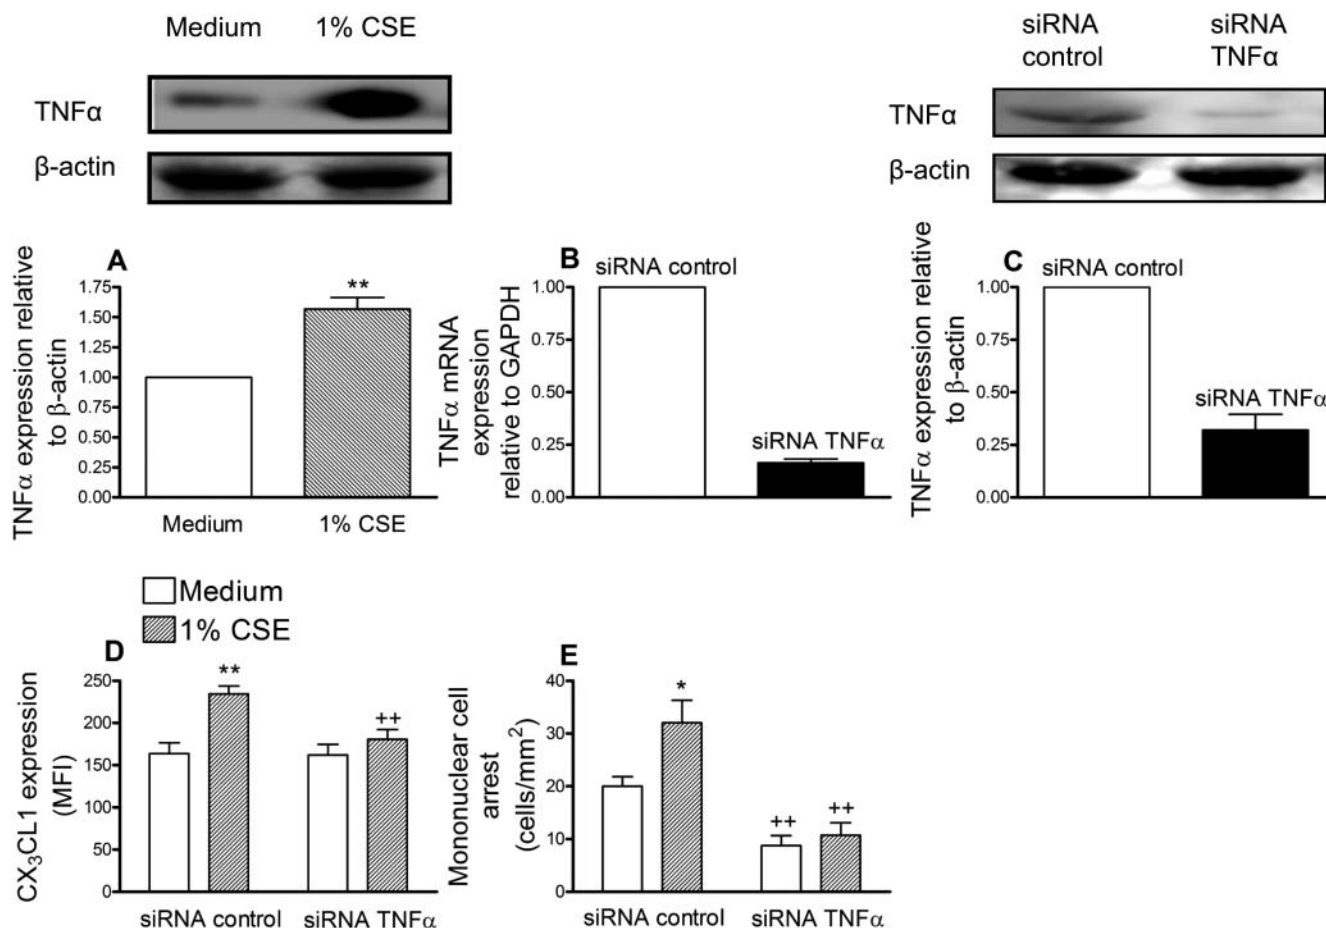 Medium 1% CSE
TNFα
β-actin
siRNA control siRNA TNFα
TNFα
β-actin
A
TNFα expression relative
to β-actin
1.75
1.50
1.25
1.00
0.75
0.50
0.25
0.00
**
Medium 1% CSE
B
TNFα mRNA
expression
relative to GAPDH
1.00
0.75
0.50
0.25
0.00
siRNA control
siRNA TNFα
C
TNFα expression relative
to β-actin
1.00
0.75
0.50
0.25
0.00
siRNA control
siRNA TNFα
Medium
1% CSE
D
CX3CL1 expression
(MFI)
250
200
150
100
50
0
**
++
siRNA control siRNA TNFα
E
Mononuclear cell
arrest
(cells/mm²)
40
30
20
10
0
*
++ ++
siRNA control siRNA TNFα